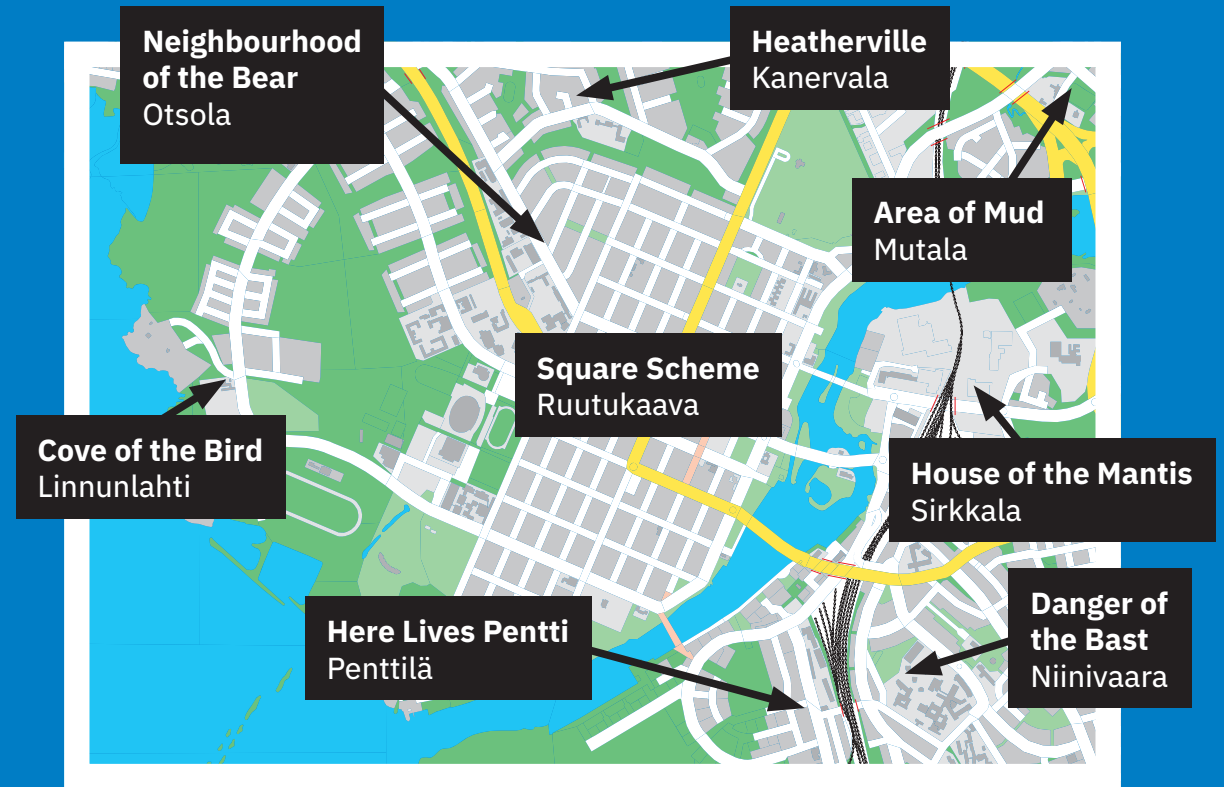 Neighbourhood
of the Bear
Otsola
Heatherville
Kanervala
Area of Mud
Mutala
Square Scheme
Ruutukaava
Cove of the Bird
Linnunlahti
House of the Mantis
Sirkkala
Here Lives Pentti
Penttilä
Danger of
the Bast
Niinivaara